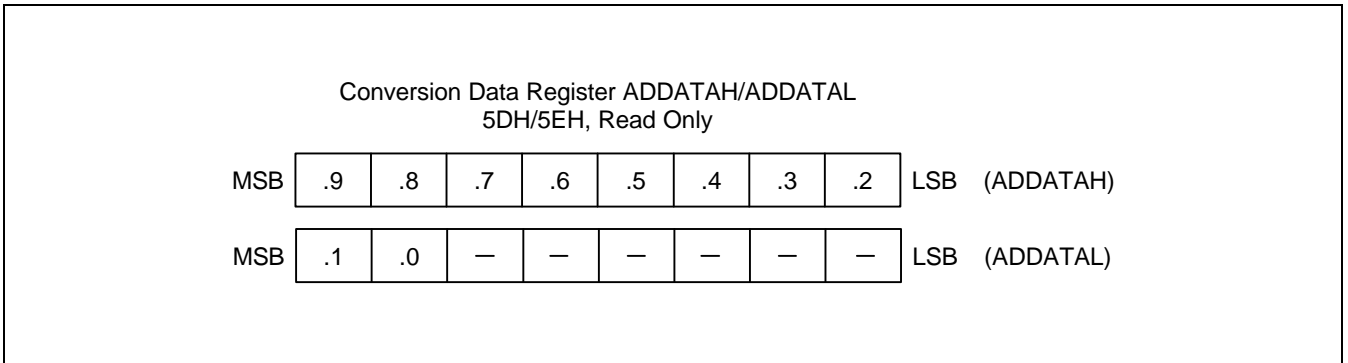 Conversion Data Register ADDATAH/ADDATAL
5DH/5EH, Read Only
MSB .9 .8 .7 .6 .5 .4 .3 .2 LSB (ADDATAH)
MSB .1 .0 – – – – – – LSB (ADDATAL)